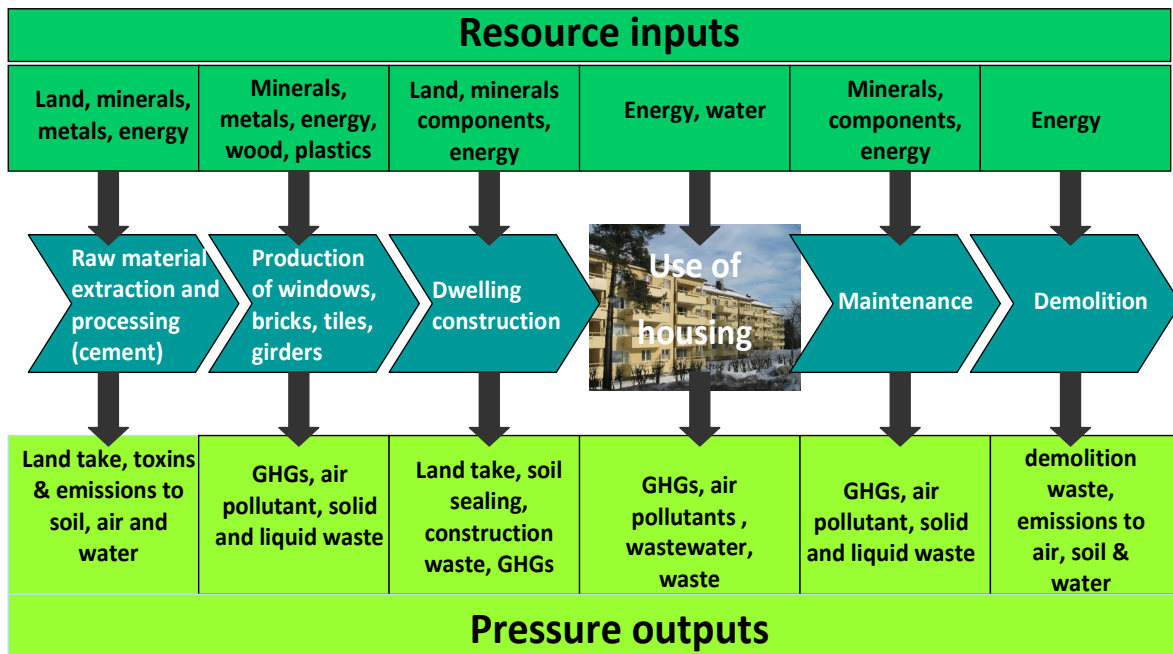 Resource inputs
Land, minerals,
metals, energy
Minerals,
metals, energy,
wood, plastics
Land, minerals
components,
energy
Energy, water
Minerals,
components,
energy
Energy
Raw material
extraction and
processing
(cement)
Production
of windows,
bricks, tiles,
girders
Dwelling
construction
Use of
housing
Maintenance
Demolition
Land take, toxins
& emissions to
soil, air and
water
GHGs, air
pollutant, solid
and liquid waste
Land take, soil
sealing,
construction
waste, GHGs
GHGs, air
pollutants ,
wastewater,
waste
GHGs, air
pollutant, solid
and liquid waste
demolition
waste,
emissions to
air, soil &
water
Pressure outputs